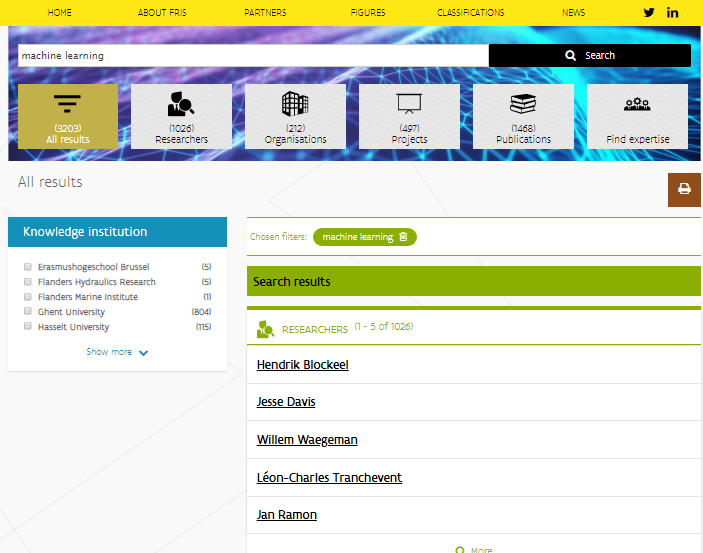 HOME ABOUT FRIS PARTNERS FIGURES CLASSIFICATIONS NEWS
machine learning Search
(3203) (1026) (212) (497) (1468)
All results Researchers Organisations Projects Publications Find expertise
All results
Knowledge institution
Erasmushogeschool Brussel (5)
Flanders Hydraulics Research (5)
Flanders Marine Institute (1)
Ghent University (804)
Hasselt University (115)
Show more
Chosen filters: machine learning
Search results
RESEARCHERS (1 - 5 of 1026)
Hendrik Blockeel
Jesse Davis
Willem Waegeman
Léon-Charles Tranchevent
Jan Ramon
More